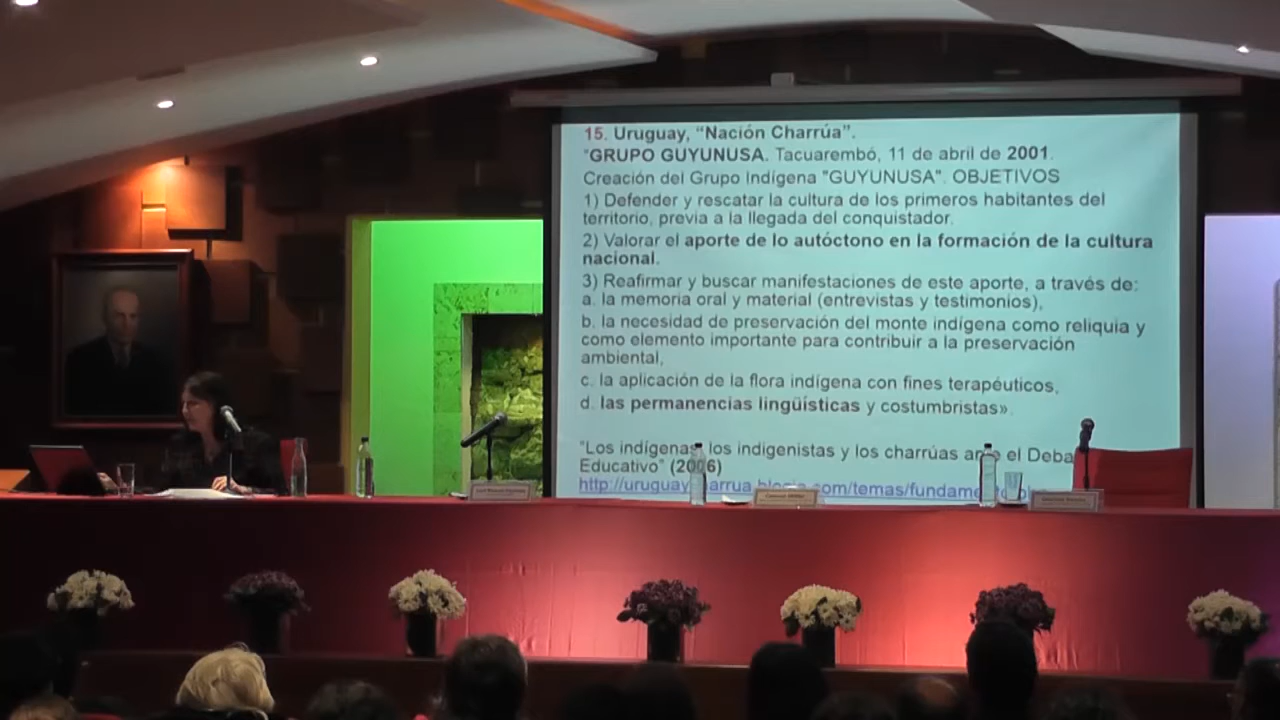 15. Uruguay, “Nación Charrúa”.
“GRUPO GUYUNUSA. Tacuarembó, 11 de abril de 2001.
Creación del Grupo Indígena "GUYUNUSA". OBJETIVOS
1) Defender y rescatar la cultura de los primeros habitantes del
territorio, previa a la llegada del conquistador.
2) Valorar el aporte de lo autóctono en la formación de la cultura
nacional.
3) Reafirmar y buscar manifestaciones de este aporte, a través de:
a. la memoria oral y material (entrevistas y testimonios),
b. la necesidad de preservación del monte indígena como reliquia y
como elemento importante para contribuir a la preservación
ambiental,
c. la aplicación de la flora indígena con fines terapéuticos,
d. las permanencias lingüísticas y costumbristas».
“Los indígenas, los indigenistas y los charrúas el
Educativo” (2006)